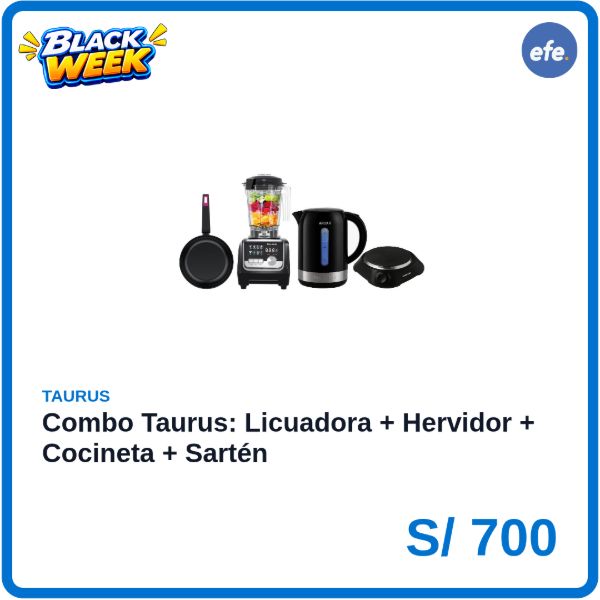 BLACK
WEEK
efe.
TAURUS
Combo Taurus: Licuadora + Hervidor +
Cocineta + Sartén
S/ 700